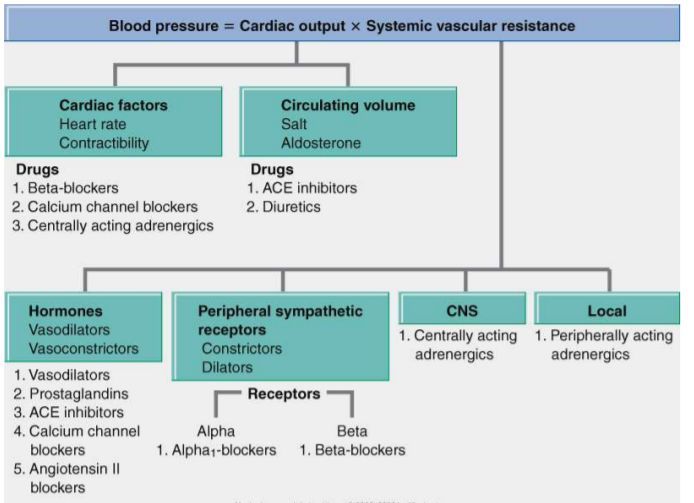 Blood pressure = Cardiac output × Systemic vascular resistance
Cardiac factors
Heart rate
Contractibility
Drugs
1. Beta-blockers
2. Calcium channel blockers
3. Centrally acting adrenergics
Circulating volume
Salt
Aldosterone
Drugs
1. ACE inhibitors
2. Diuretics
Hormones
Vasodilators
Vasoconstrictors
1. Vasodilators
2. Prostaglandins
3. ACE inhibitors
4. Calcium channel
blockers
5. Angiotensin II
blockers
Peripheral sympathetic
receptors
Constrictors
Dilators
Receptors
Alpha
1. Alpha₁-blockers
Beta
1. Beta-blockers
CNS
1. Centrally acting
adrenergics
Local
1. Peripherally acting
adrenergics